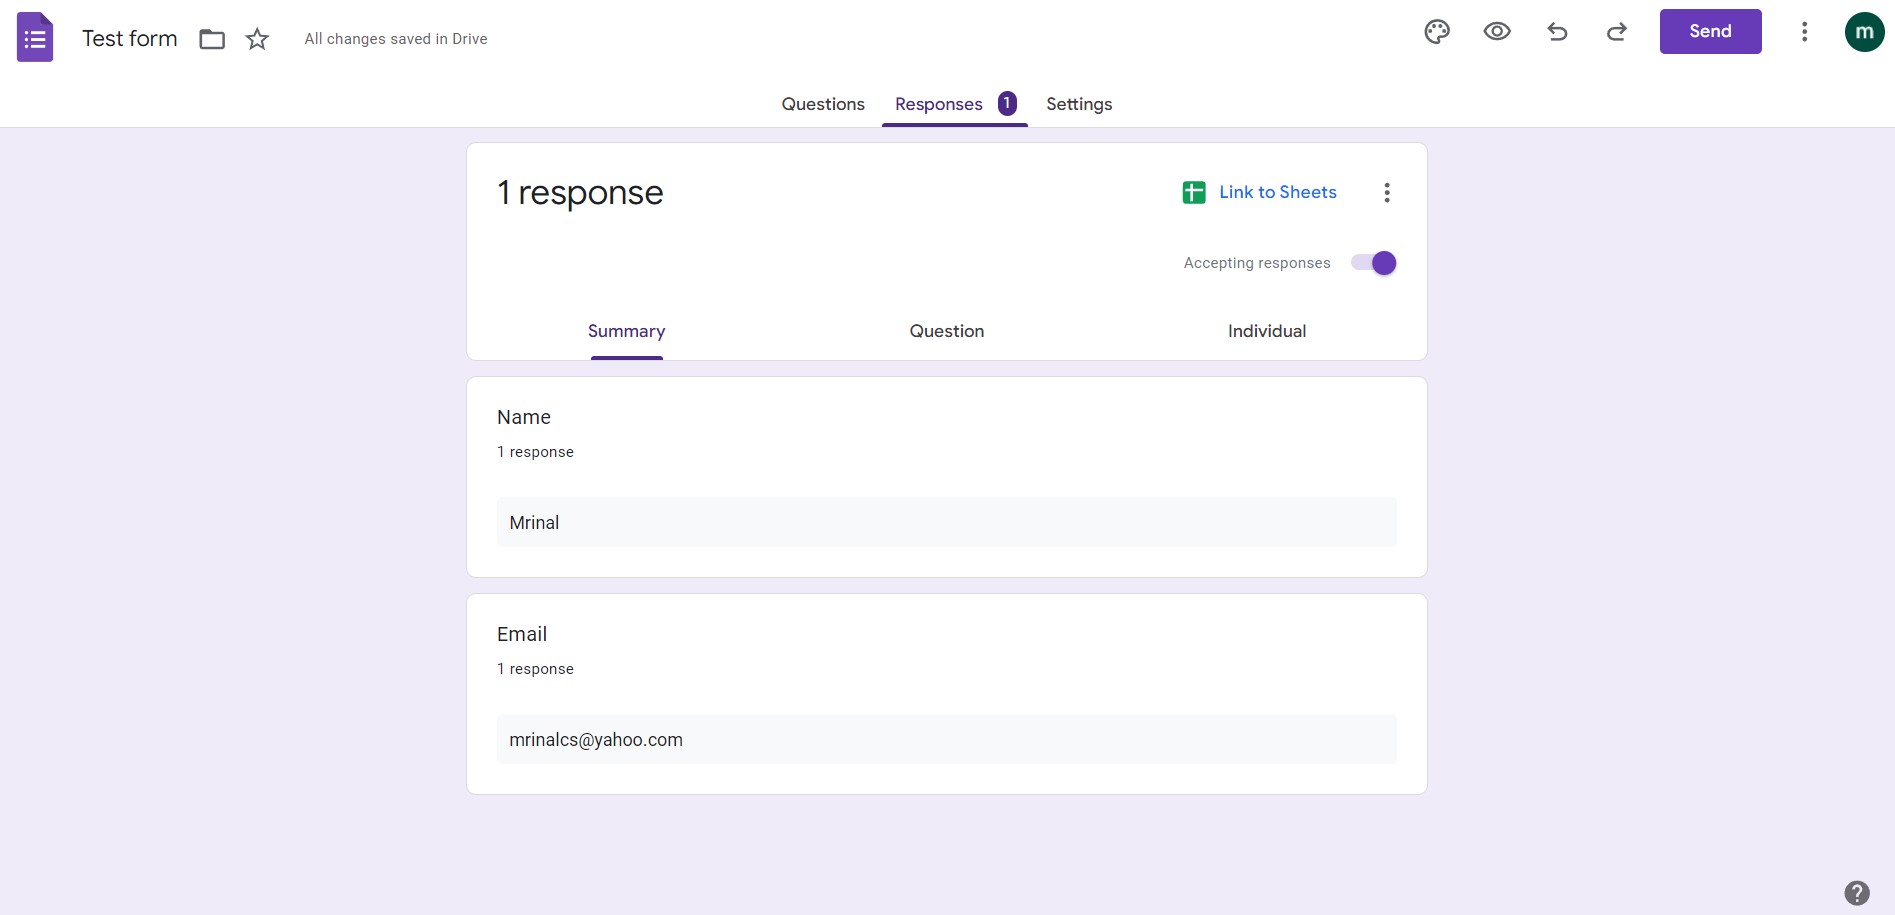 Test form
All changes saved in Drive
Send
m
Questions
Responses 1
Settings
1 response
Link to Sheets
Accepting responses
Summary
Question
Individual
Name
1 response
Mrinal
Email
1 response
mrinalcs@yahoo.com
?